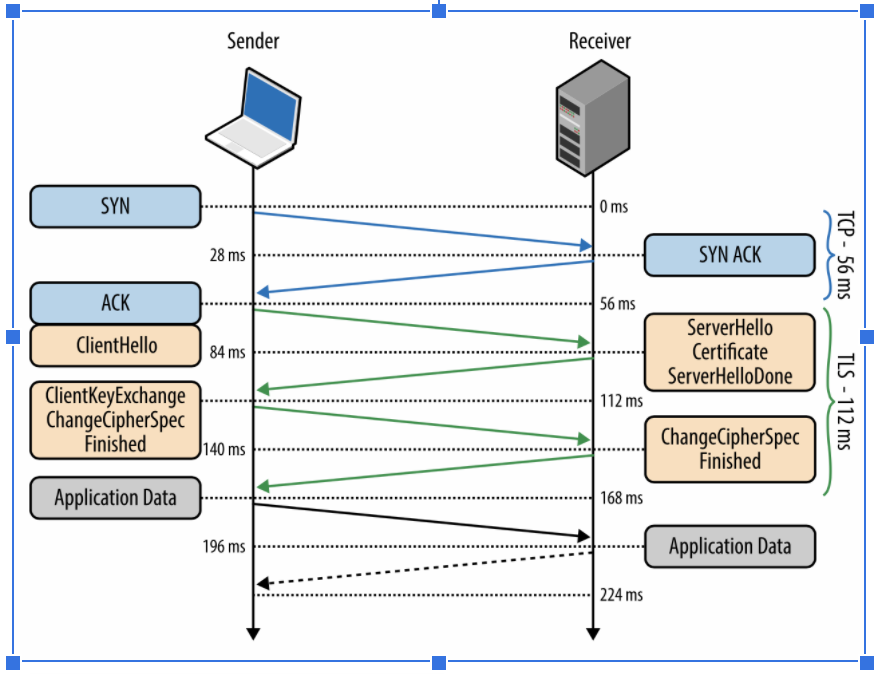 Sender
Receiver
SYN
0 ms
28 ms
SYN ACK
TCP - 56 ms
ACK
56 ms
ClientHello
84 ms
ServerHello
Certificate
ServerHelloDone
TLS - 112 ms
ClientKeyExchange
ChangeCipherSpec
Finished
112 ms
140 ms
ChangeCipherSpec
Finished
Application Data
168 ms
196 ms
Application Data
224 ms